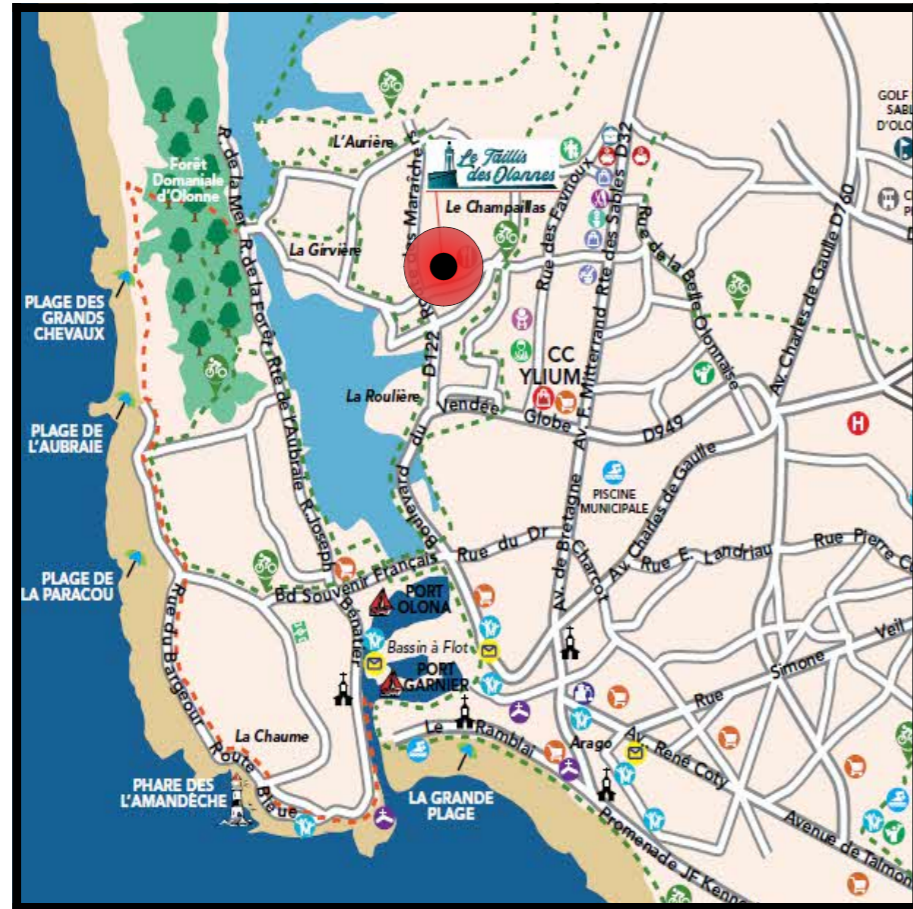 GOLF
SABL
D'OLO
L'Aurière
Le Taillis
des Olonnes
Forêt
Domaniale
d'Olonne
Le Champaillas
R. de la Mer
R. de la Forêt
Rte de l'Aubraie
R. Joseph
Bénatier
La Girvière
des Maraîchers
D122
Rue des Favrioux
Rte des Sables D32
Rue de la Belle Olonnaise
Av. Charles de Gaulle D760
PLAGE DES
GRANDS
CHEVAUX
CC
YLIUM
La Roulière
Boulevard du Vendée Globe
D949
Av. F. Mitterrand
Av. de Bretagne
PLAGE DE
L'AUBRAIE
H
PISCINE
MUNICIPALE
Av. Charles de Gaulle
Rue du Dr Charcot
Rue E. Landriau
Rue Pierre
PLAGE DE
LA PARACOU
Bd Souvenir Français
PORT
OLONA
Bassin à Flot
PORT
GARNIER
Rue Simone Veil
Rue du Bargeour
Route Bleue
La Chaume
Le Remblai
Arago
Av. René Coty
PHARE DES
L'AMANDÈCHE
LA GRANDE
PLAGE
Promenade JF Kenne
Avenue de Talmon